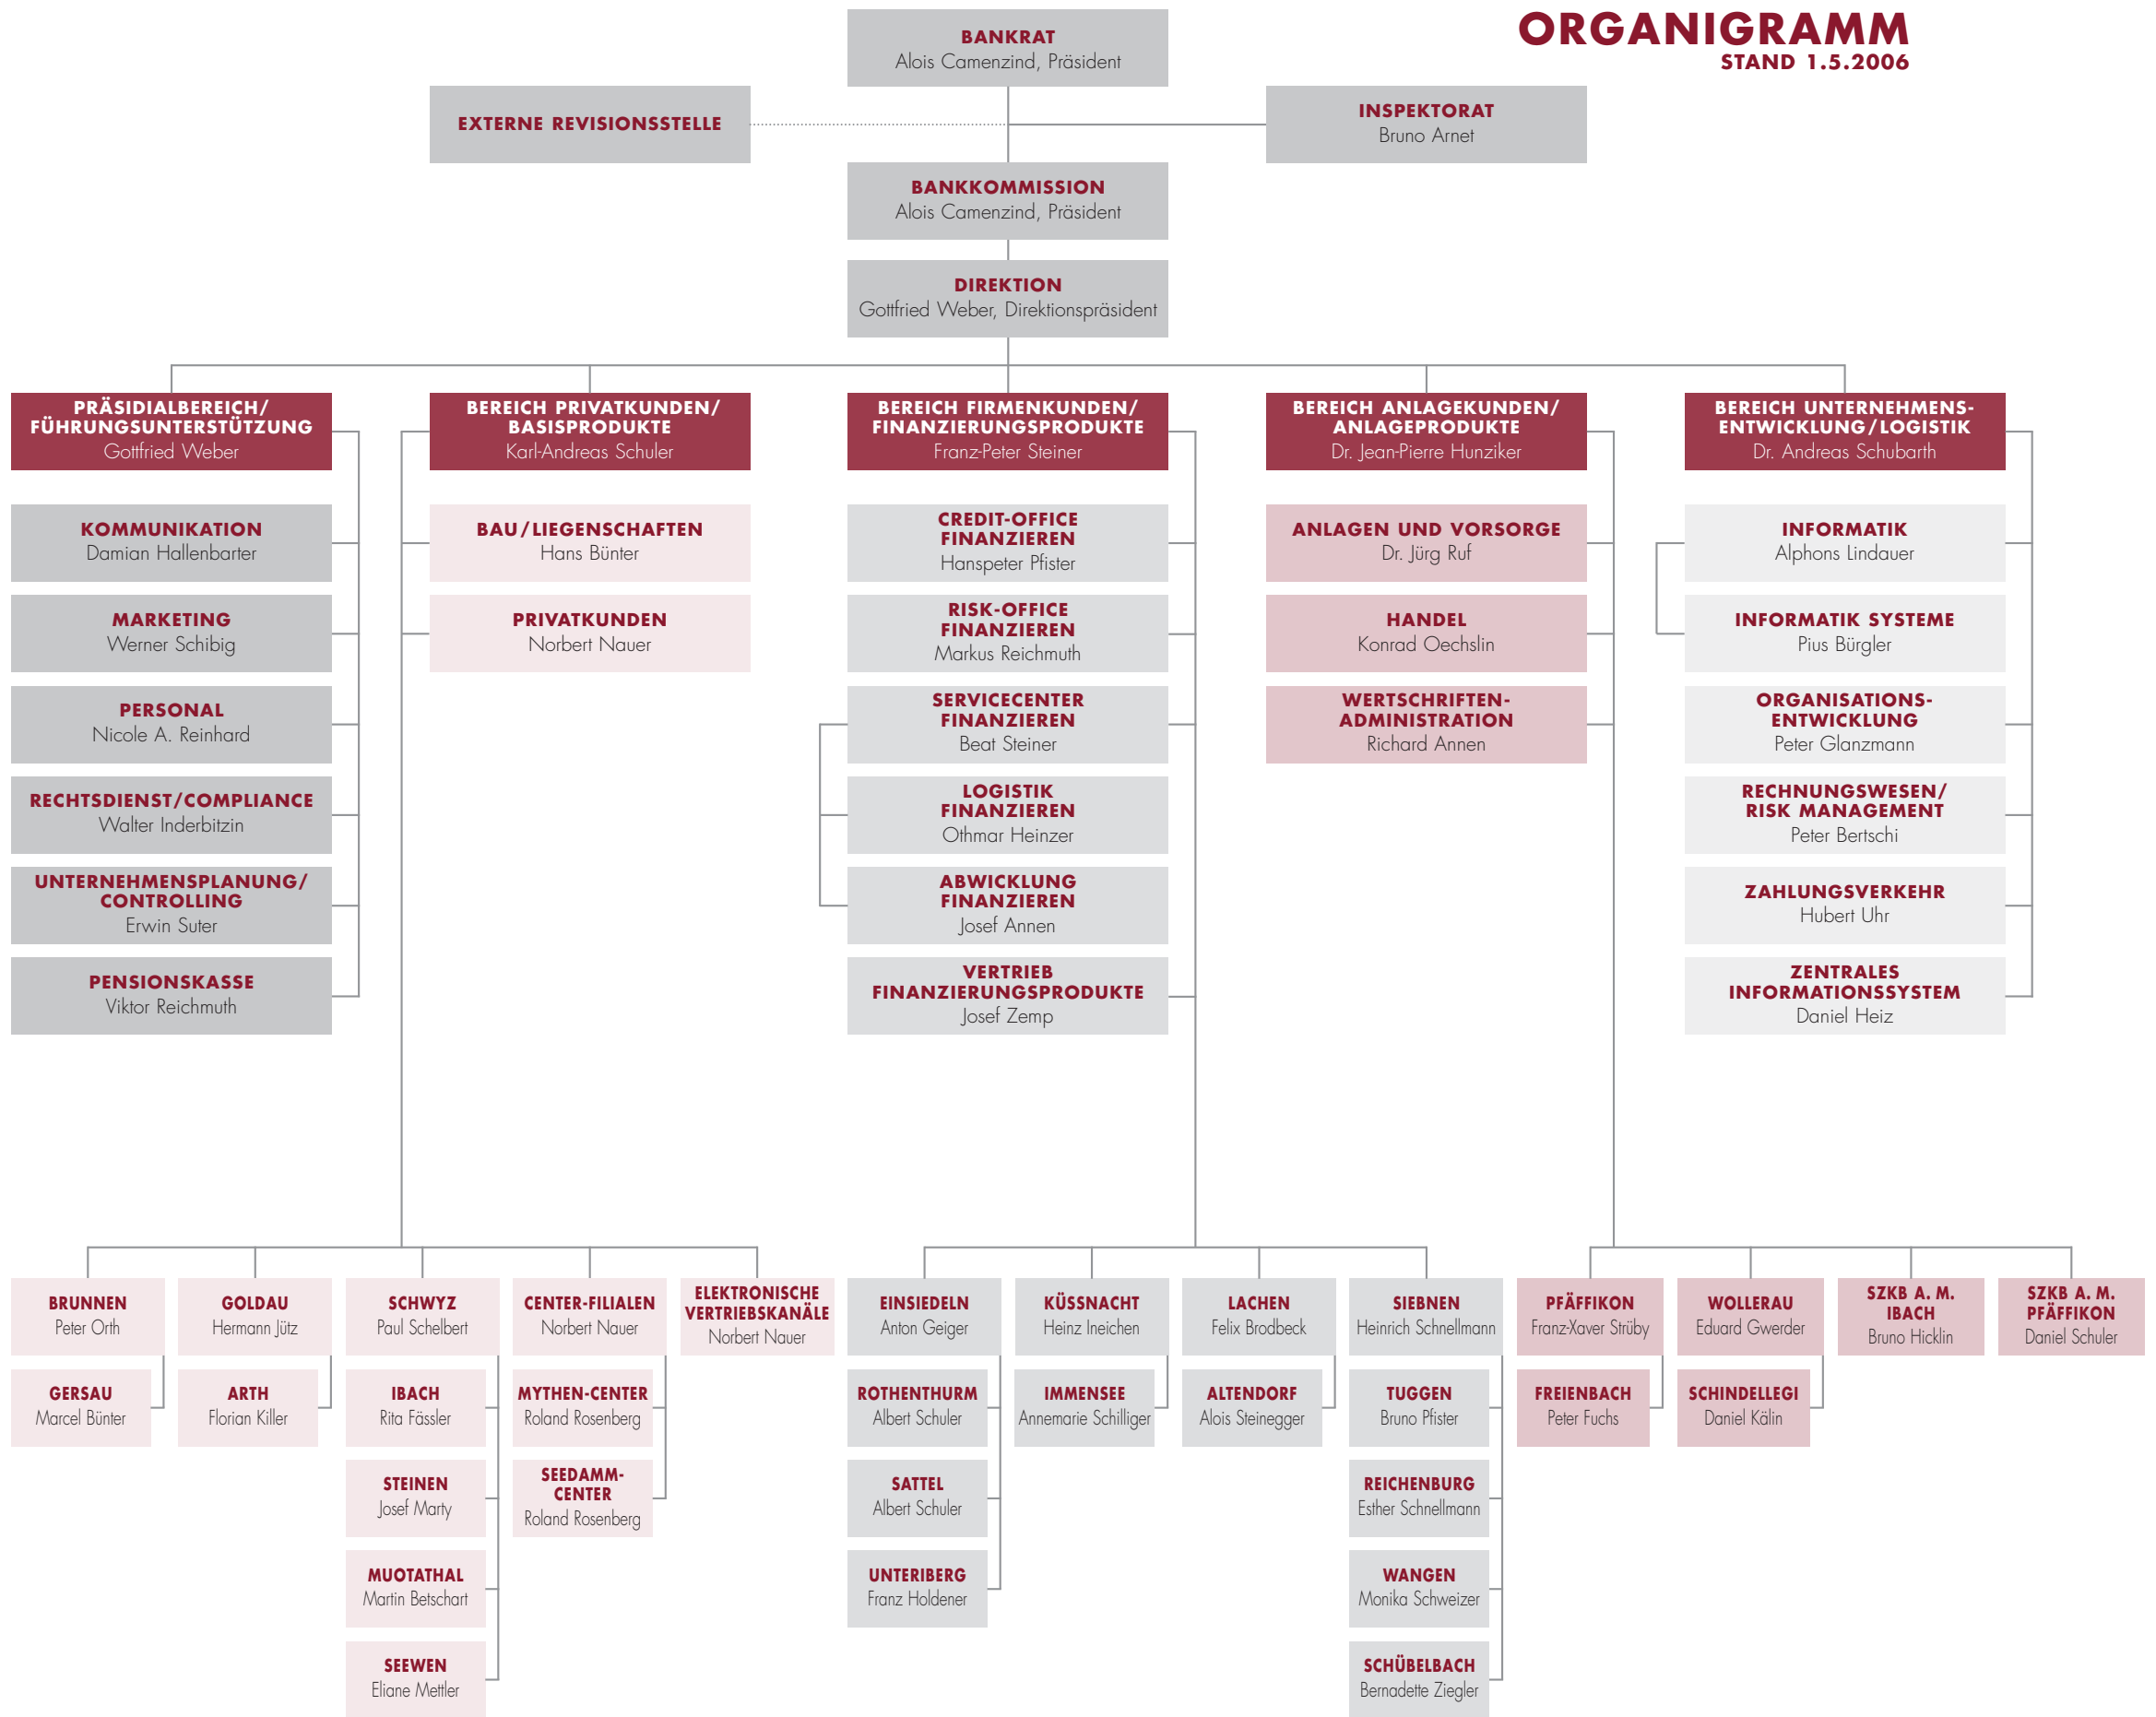 ORGANIGRAMM
STAND 1.5.2006
BANKRAT
Alois Camenzind, Präsident
EXTERNE REVISIONSSTELLE
INSPEKTORAT
Bruno Arnet
BANKKOMMISSION
Alois Camenzind, Präsident
DIREKTION
Gottfried Weber, Direktionspräsident
PRÄSIDIALBEREICH/
FÜHRUNGSUNTERSTÜTZUNG
Gottfried Weber
KOMMUNIKATION
Damian Hallenbarter
MARKETING
Werner Schibig
PERSONAL
Nicole A. Reinhard
RECHTSDIENST/COMPLIANCE
Walter Inderbitzin
UNTERNEHMENSPLANUNG/
CONTROLLING
Erwin Suter
PENSIONSKASSE
Viktor Reichmuth
BEREICH PRIVATKUNDEN/
BASISPRODUKTE
Karl-Andreas Schuler
BAU/LIEGENSCHAFTEN
Hans Bünter
PRIVATKUNDEN
Norbert Nauer
BEREICH FIRMENKUNDEN/
FINANZIERUNGSPRODUKTE
Franz-Peter Steiner
CREDIT-OFFICE
FINANZIEREN
Hanspeter Pfister
RISK-OFFICE
FINANZIEREN
Markus Reichmuth
SERVICECENTER
FINANZIEREN
Beat Steiner
LOGISTIK
FINANZIEREN
Othmar Heinzer
ABWICKLUNG
FINANZIEREN
Josef Annen
VERTRIEB
FINANZIERUNGSPRODUKTE
Josef Zemp
BEREICH ANLAGEKUNDEN/
ANLAGEPRODUKTE
Dr. Jean-Pierre Hunziker
ANLAGEN UND VORSORGE
Dr. Jürg Ruf
HANDEL
Konrad Oechslin
WERTSCHRIFTEN-
ADMINISTRATION
Richard Annen
BEREICH UNTERNEHMENS-
ENTWICKLUNG/LOGISTIK
Dr. Andreas Schubarth
INFORMATIK
Alphons Lindauer
INFORMATIK SYSTEME
Pius Bürgler
ORGANISATIONS-
ENTWICKLUNG
Peter Glanzmann
RECHNUNGSWESEN/
RISK MANAGEMENT
Peter Bertschi
ZAHLUNGSVERKEHR
Hubert Uhr
ZENTRALES
INFORMATIONSSYSTEM
Daniel Heiz
BRUNNEN
Peter Orth
GERSAU
Marcel Bünter
GOLDAU
Hermann Jütz
ARTH
Florian Killer
SCHWYZ
Paul Schelbert
IBACH
Rita Fässler
STEINEN
Josef Marty
MUOTATHAL
Martin Betschart
SEEWEN
Eliane Mettler
CENTER-FILIALEN
Norbert Nauer
MYTHEN-CENTER
Roland Rosenberg
SEEDAMM-
CENTER
Roland Rosenberg
ELEKTRONISCHE
VERTRIEBSKANÄLE
Norbert Nauer
EINSIEDELN
Anton Geiger
ROTHENTHURM
Albert Schuler
SATTEL
Albert Schuler
UNTERIBERG
Franz Holdener
KÜSSNACHT
Heinz Ineichen
IMMENSEE
Annemarie Schilliger
LACHEN
Felix Brodbeck
ALTENDORF
Alois Steinegger
SIEBNEN
Heinrich Schnellmann
TUGGEN
Bruno Pfister
REICHENBURG
Esther Schnellmann
WANGEN
Monika Schweizer
SCHÜBELBACH
Bernadette Ziegler
PFÄFFIKON
Franz-Xaver Strüby
FREIENBACH
Peter Fuchs
WOLLERAU
Eduard Gwerder
SCHINDELLEGI
Daniel Kälin
SZKB A. M.
IBACH
Bruno Hicklin
SZKB A. M.
PFÄFFIKON
Daniel Schuler